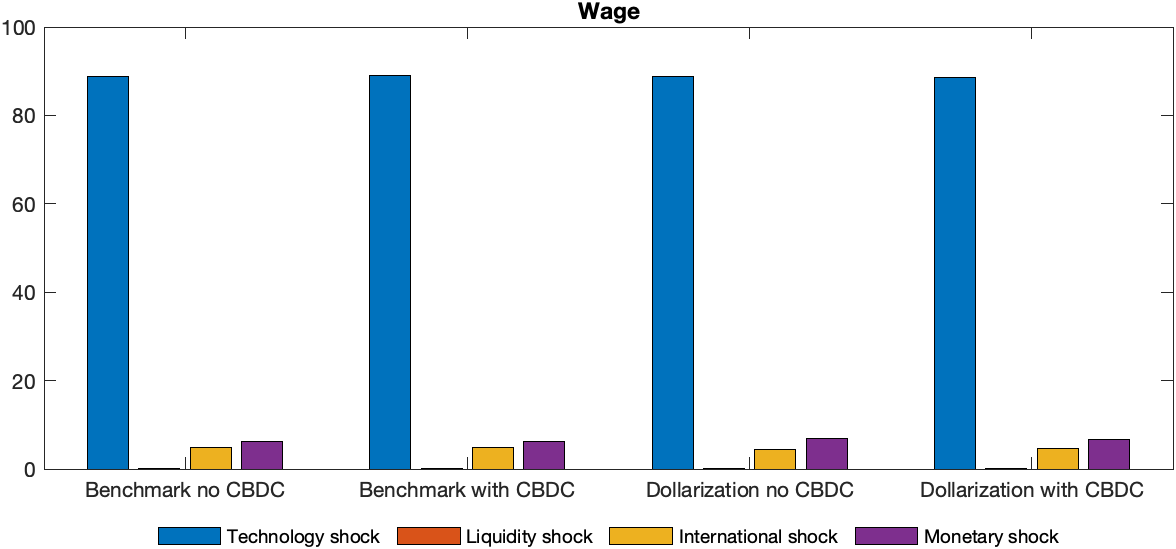 Wage
100
80
60
40
20
0
Benchmark no CBDC Benchmark with CBDC Dollarization no CBDC Dollarization with CBDC
Technology shock Liquidity shock International shock Monetary shock